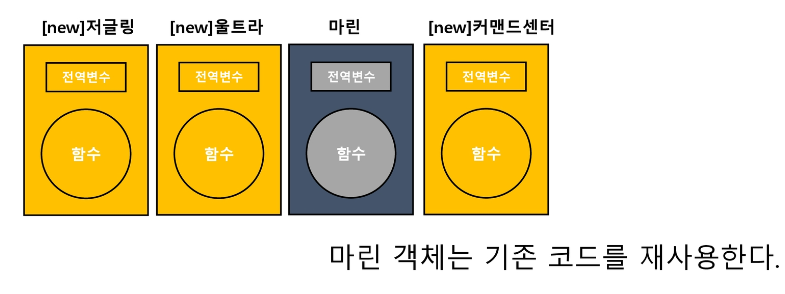 [new]저글링 [new]울트라 마린 [new]커맨드센터
전역변수 전역변수 전역변수 전역변수
함수 함수 함수 함수
마린 객체는 기존 코드를 재사용한다.